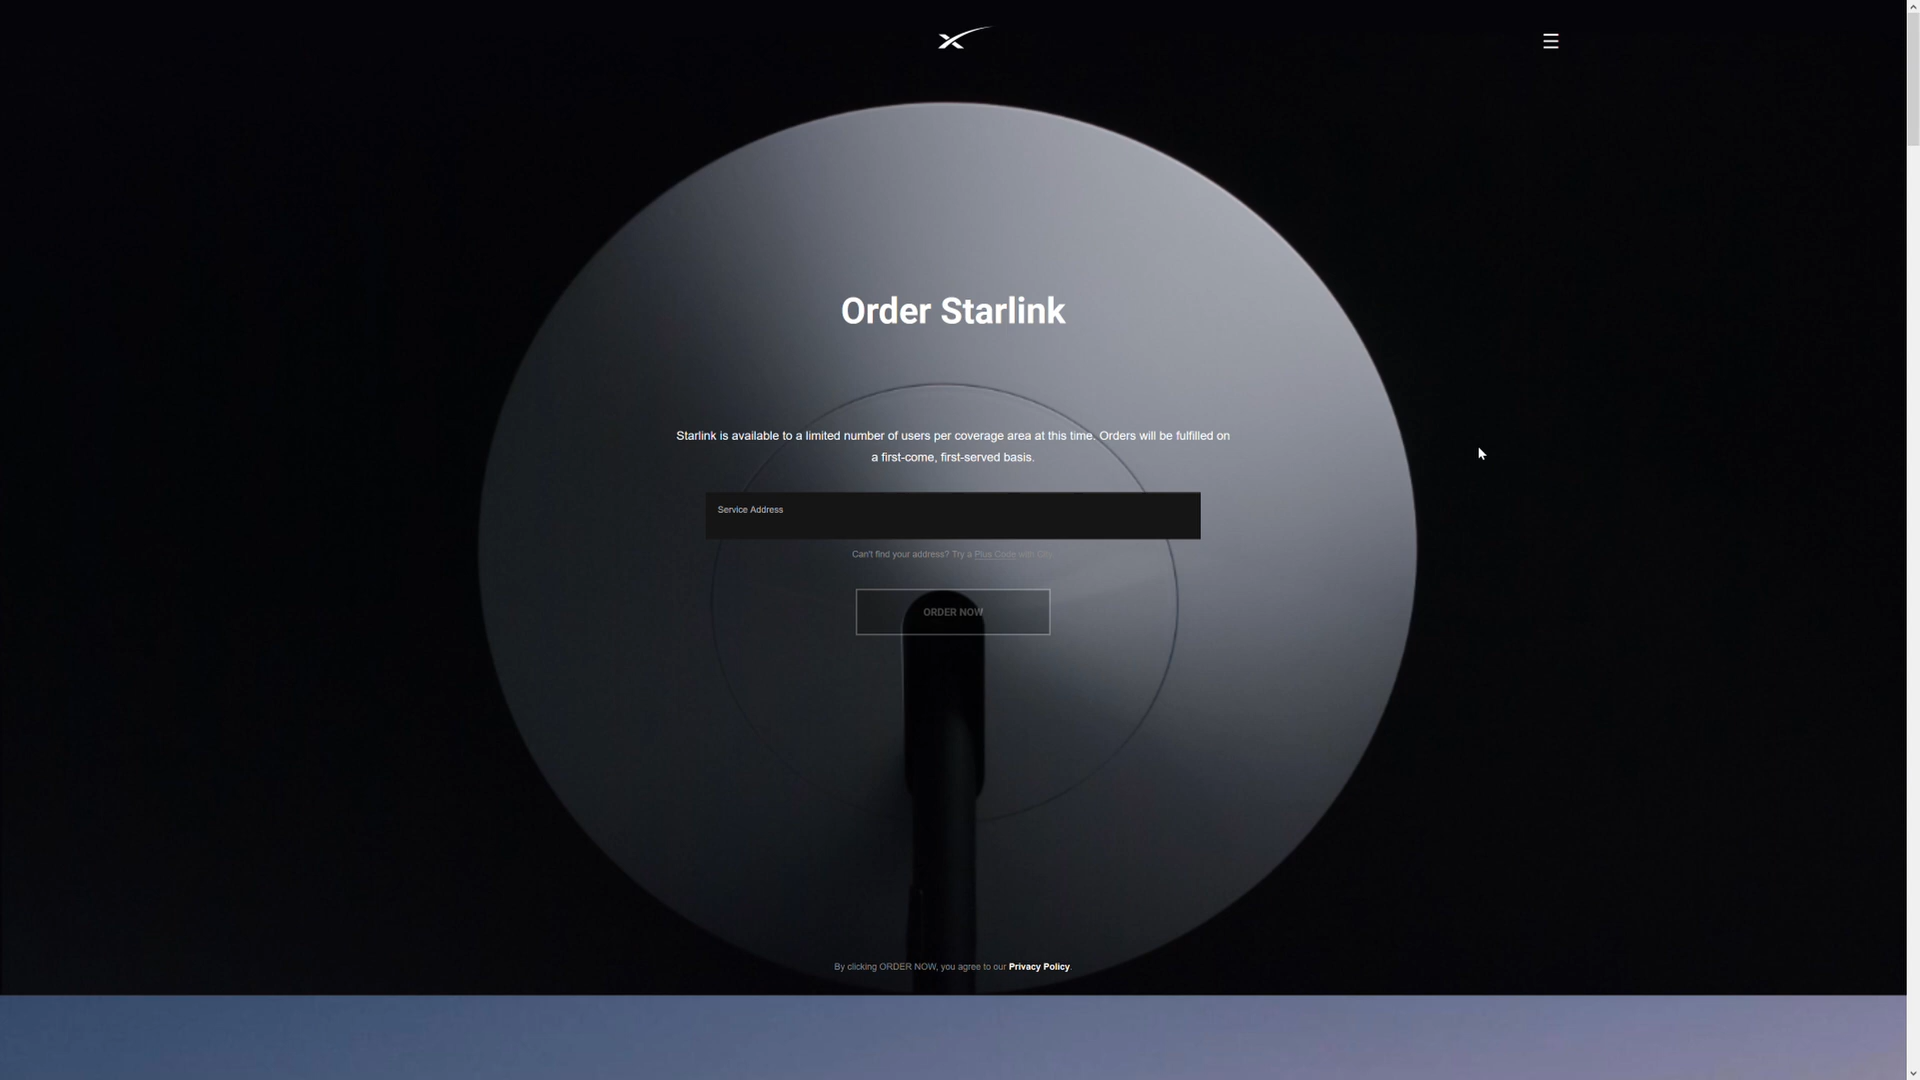 Order Starlink
Starlink is available to a limited number of users per coverage area at this time. Orders will be fulfilled on
a first-come, first-served basis.
Service Address
Can't find your address? Try a Plus Code with
ORDER NOW
By clicking ORDER NOW, you agree to our Privacy Policy.